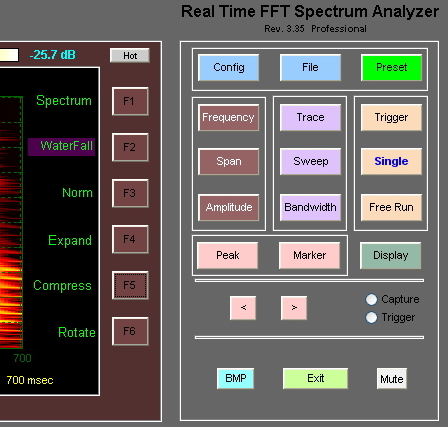 Real Time FFT Spectrum Analyzer
Rev. 3.35 Professional
-25.7 dB
Hot
Spectrum F1
WaterFall F2
Norm F3
Expand F4
Compress F5
Rotate F6
700
700 msec
Config File Preset
Frequency Trace Trigger
Span Sweep Single
Amplitude Bandwidth Free Run
Peak Marker Display
< >
Capture
Trigger
BMP Exit Mute